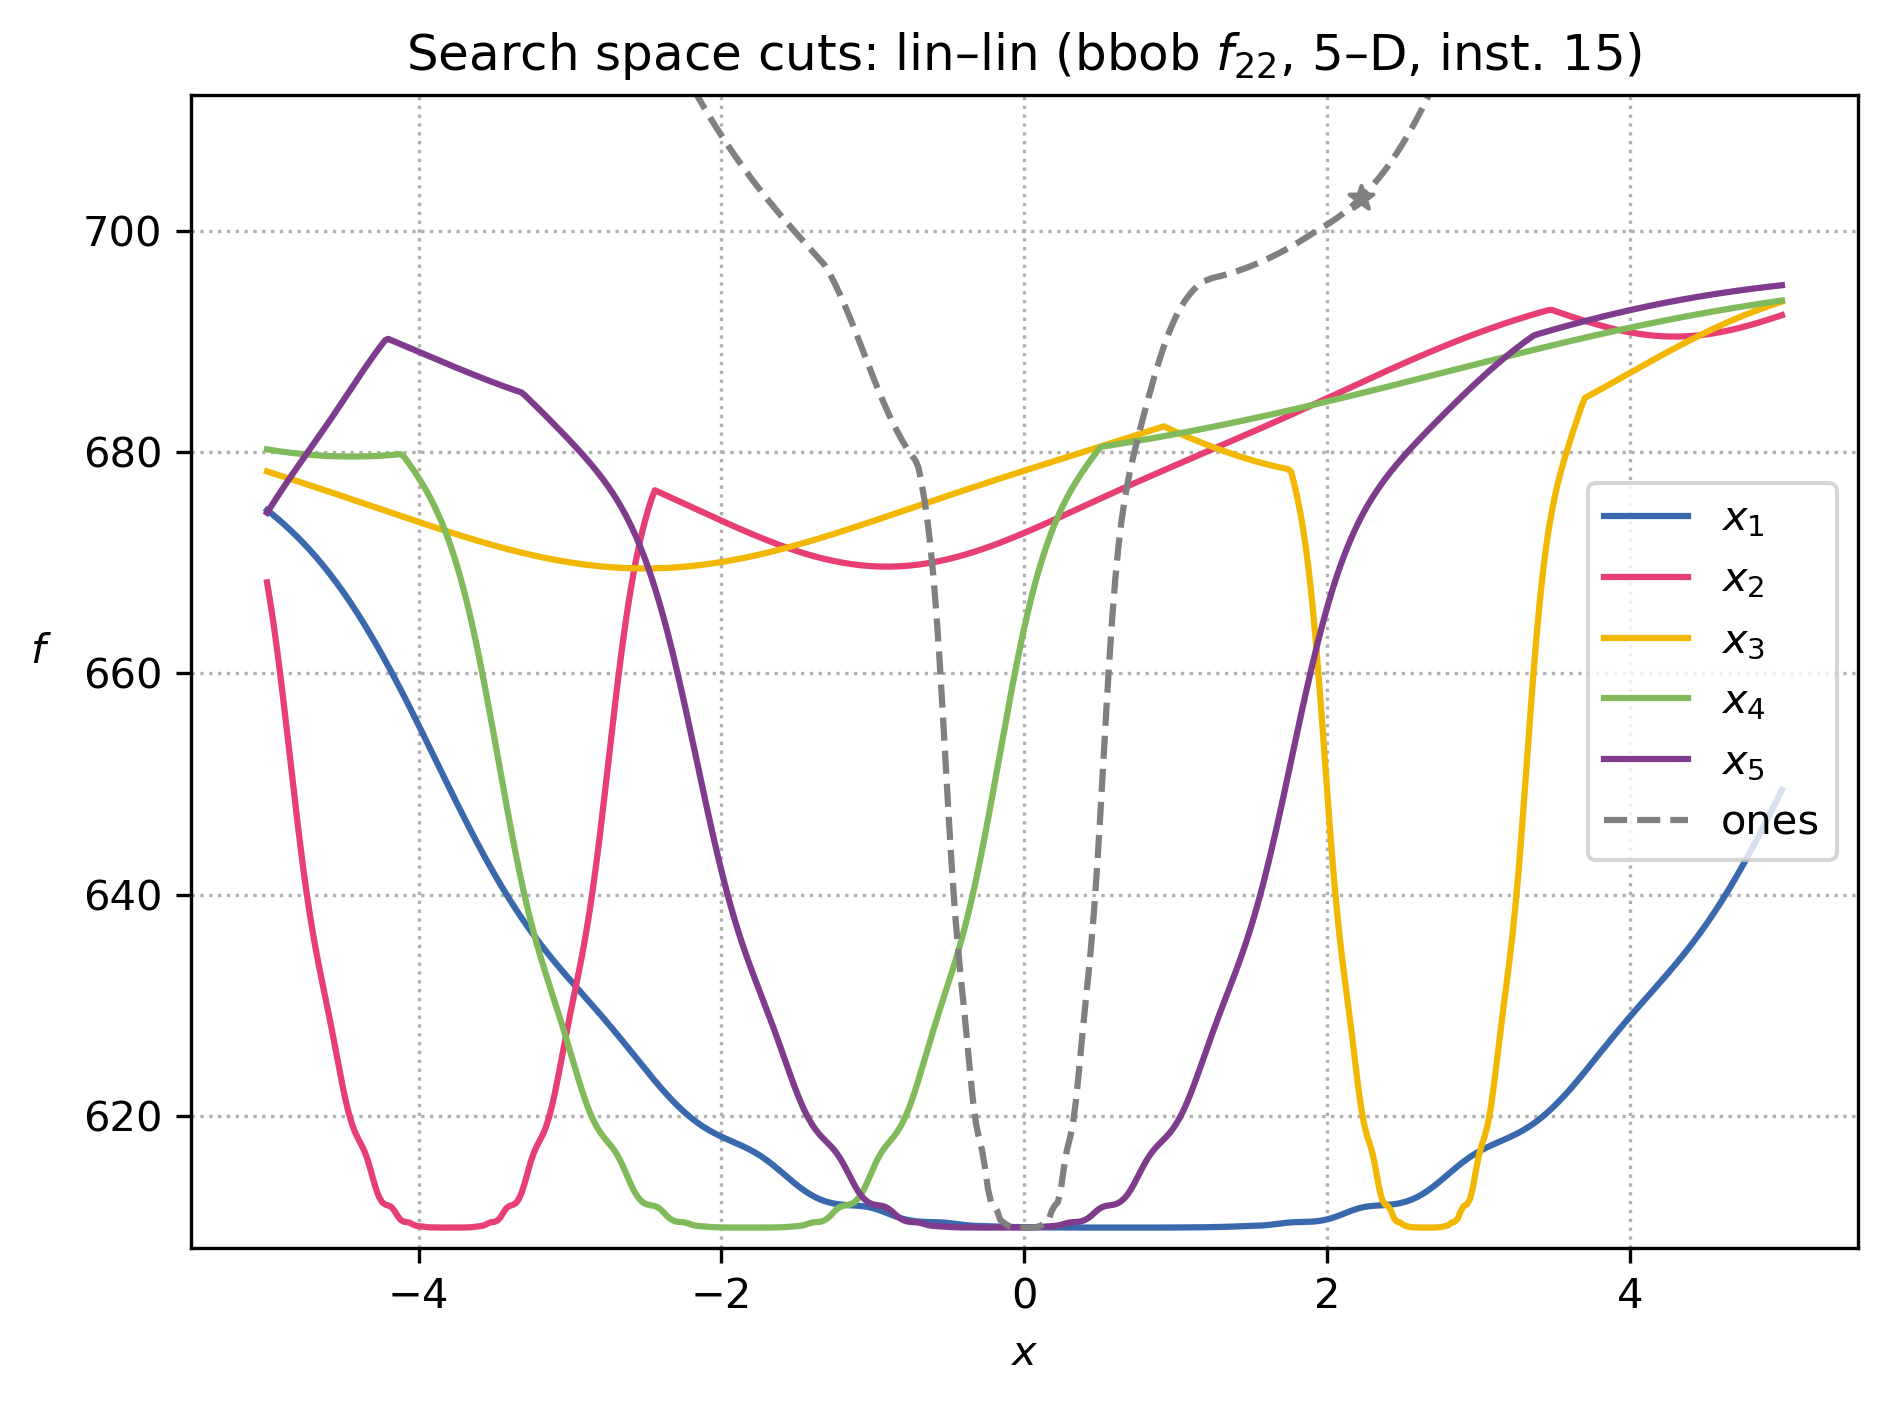 Search space cuts: lin–lin (bbob f₂₂, 5–D, inst. 15)
f
700
680
660
640
620
−4
−2
0
2
4
x
x₁
x₂
x₃
x₄
x₅
ones